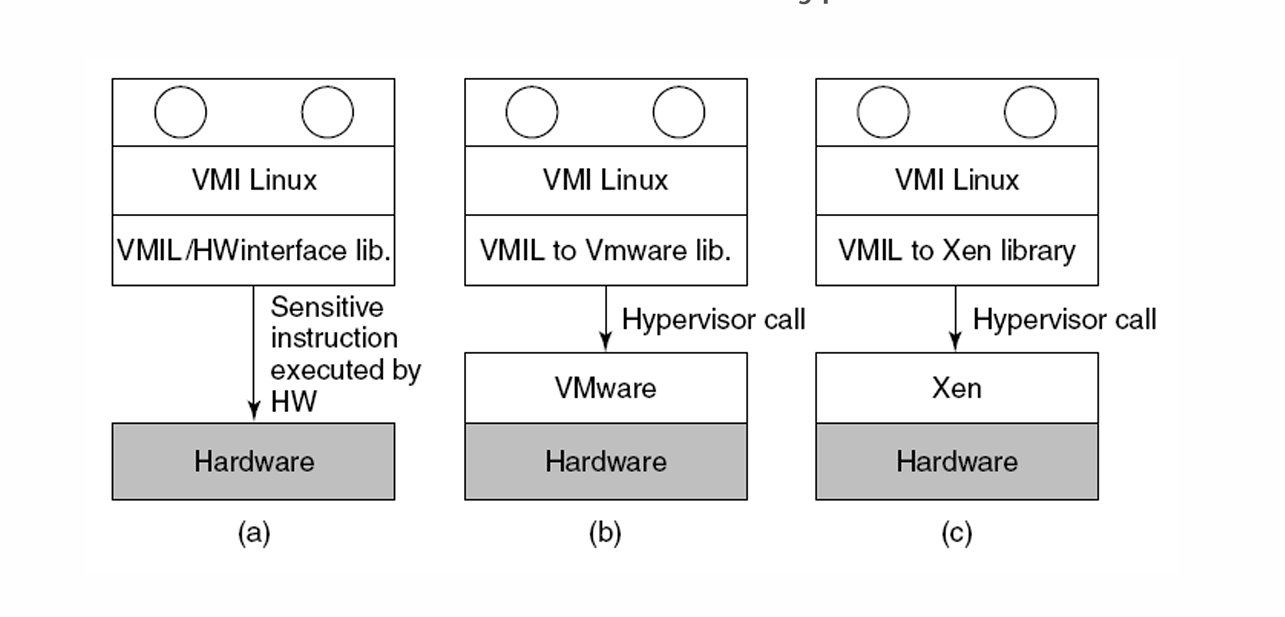 VMI Linux
VMIL/HWinterface lib.
Sensitive
instruction
executed by
HW
Hardware
(a)
VMI Linux
VMIL to Vmware lib.
Hypervisor call
VMware
Hardware
(b)
VMI Linux
VMIL to Xen library
Hypervisor call
Xen
Hardware
(c)